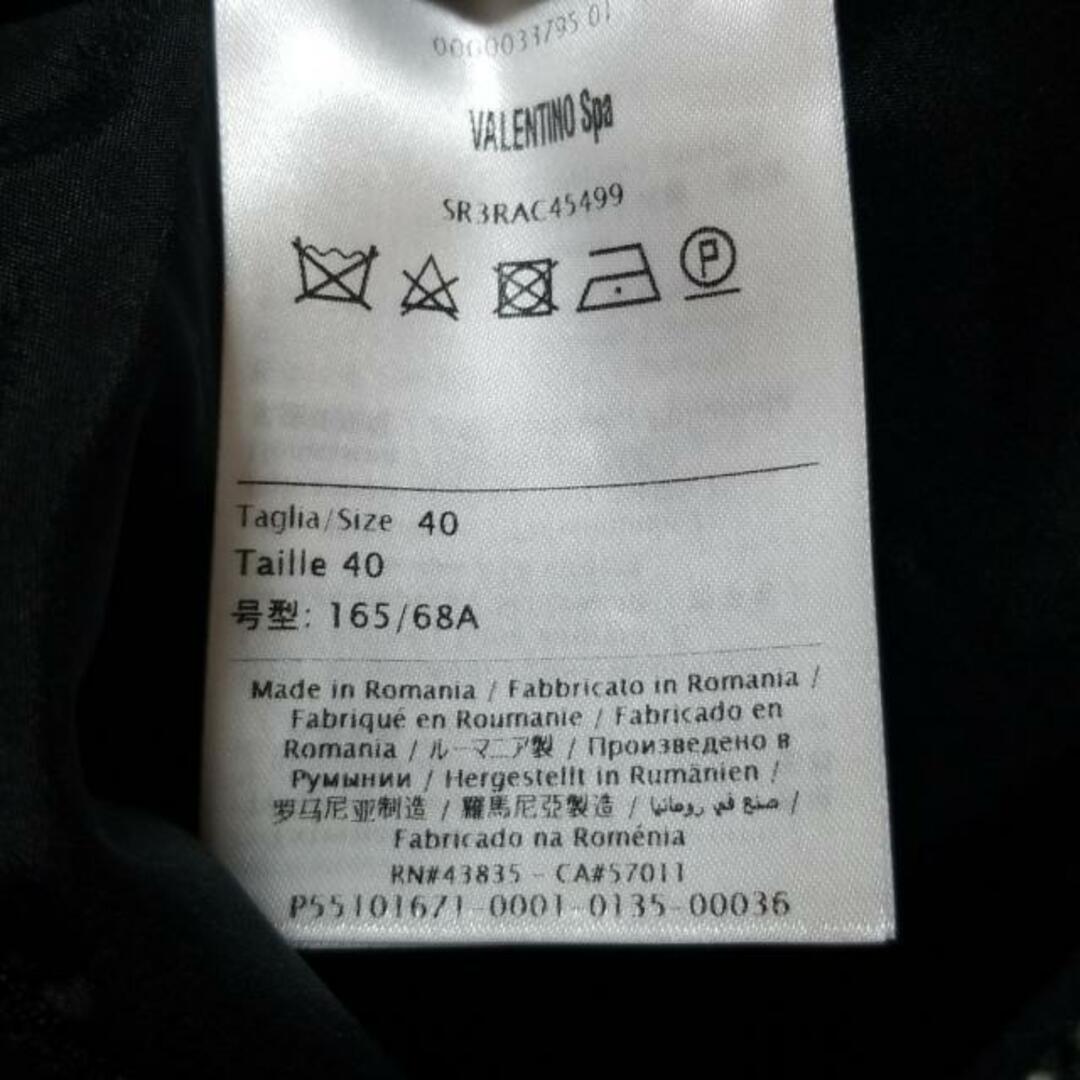 0000033795 01
VALENTINO Spa
SR3RAC45499
P
Taglia/Size 40
Taille 40
号型: 165/68A
Made in Romania / Fabbricato in Romania /
Fabriqué en Roumanie / Fabricado en
Romania / ルーマニア製 / Произведено в
Румынии / Hergestellt in Rumänien /
罗马尼亚制造 / 羅馬尼亞製造 / صنع في رومانيا /
Fabricado na Roménia
RN#43835 - CA#57011
P55101671-0001-0135-00036